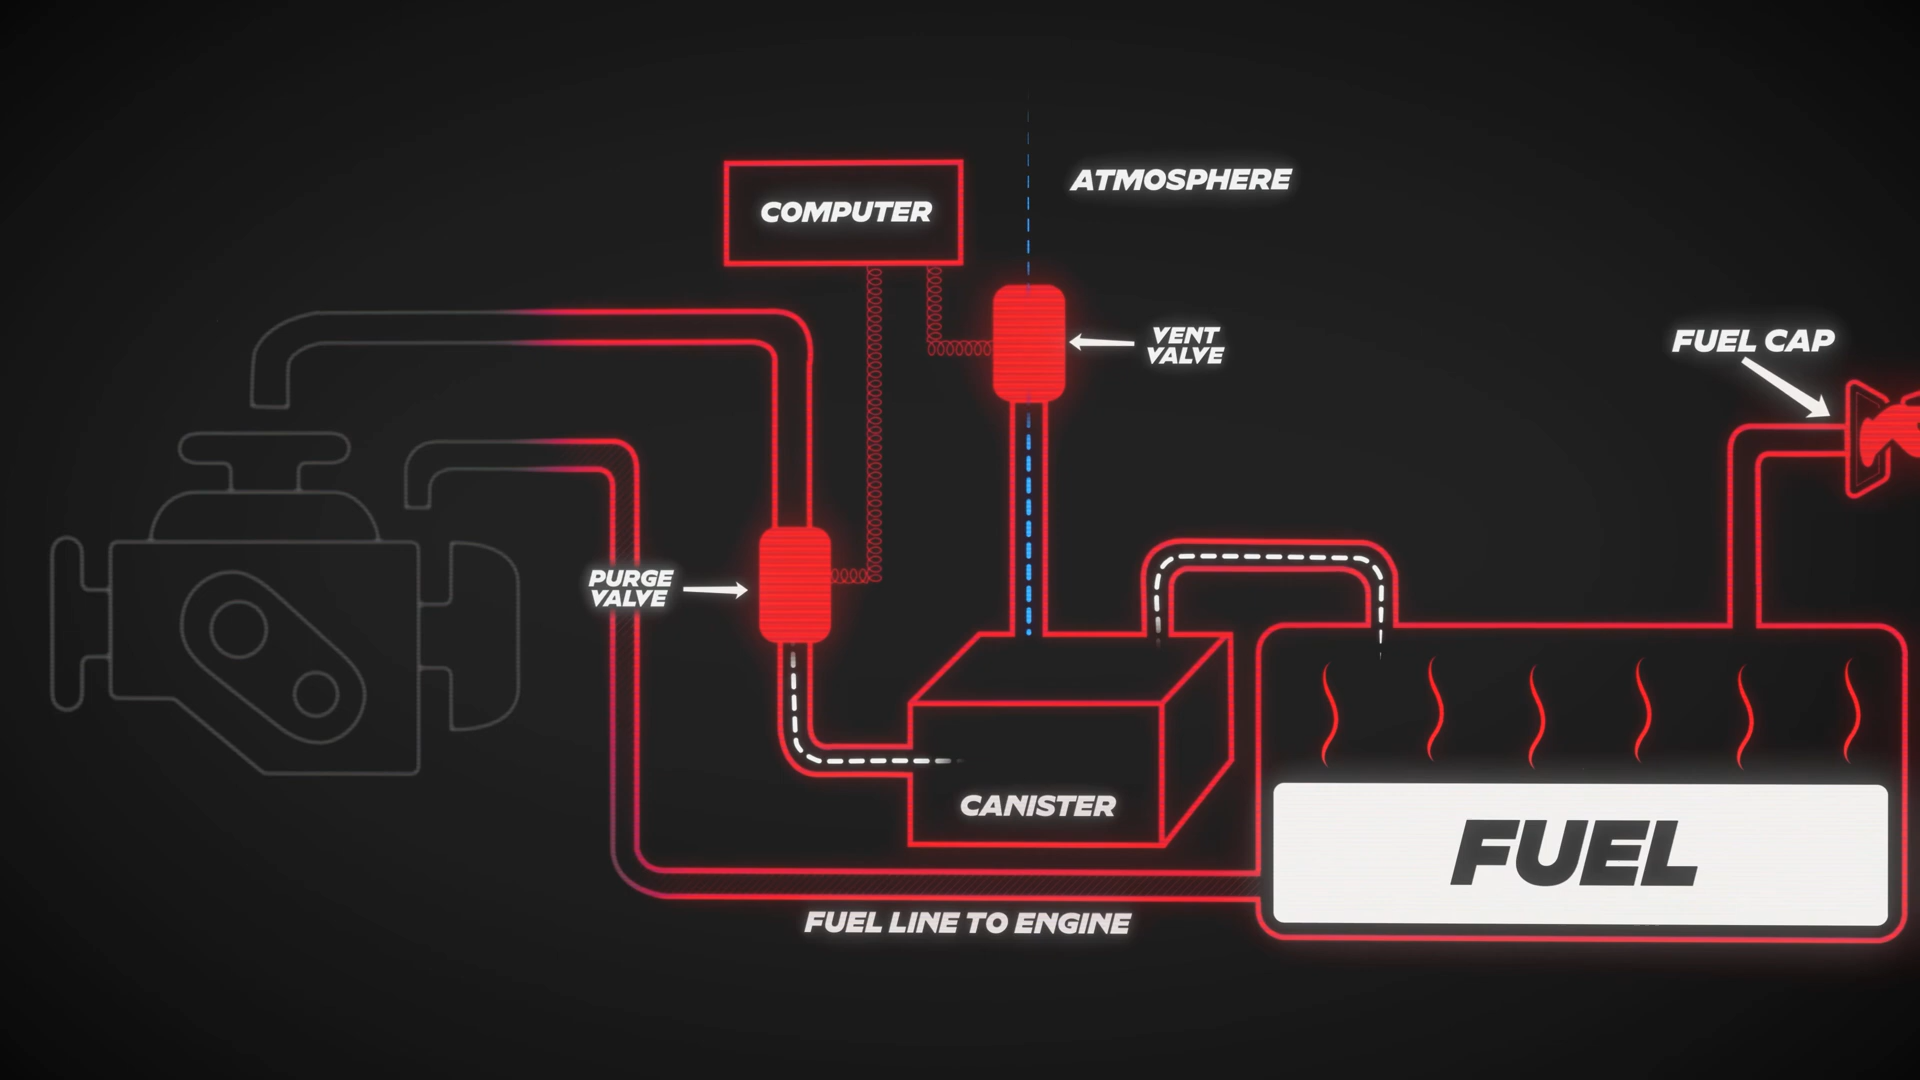 ATMOSPHERE
COMPUTER
VENT
VALVE
FUEL CAP
PURGE
VALVE
CANISTER
FUEL
FUEL LINE TO ENGINE